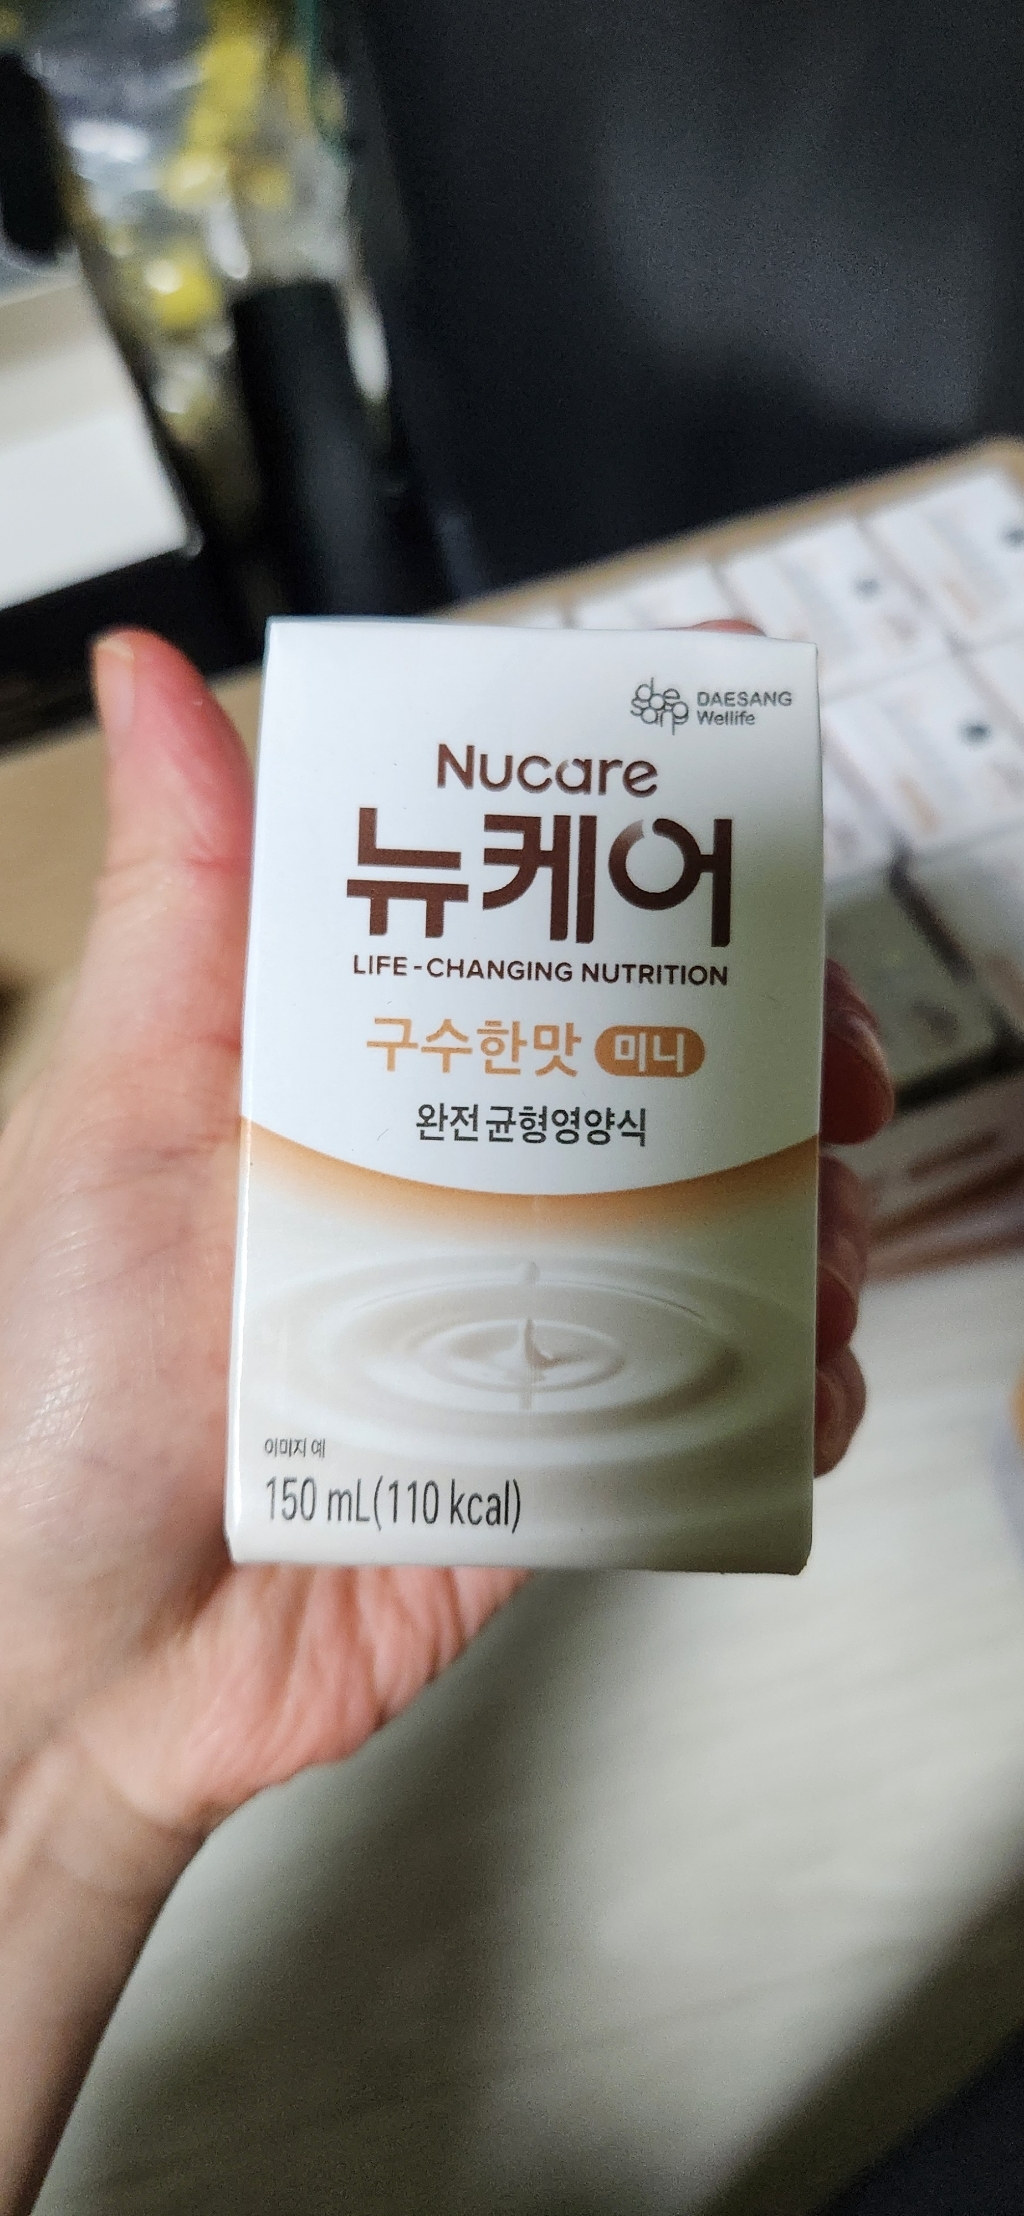 daesang
DAESANG
Wellife
Nucare
뉴케어
LIFE-CHANGING NUTRITION
구수한맛 미니
완전균형영양식
이미지 예
150 mL(110 kcal)